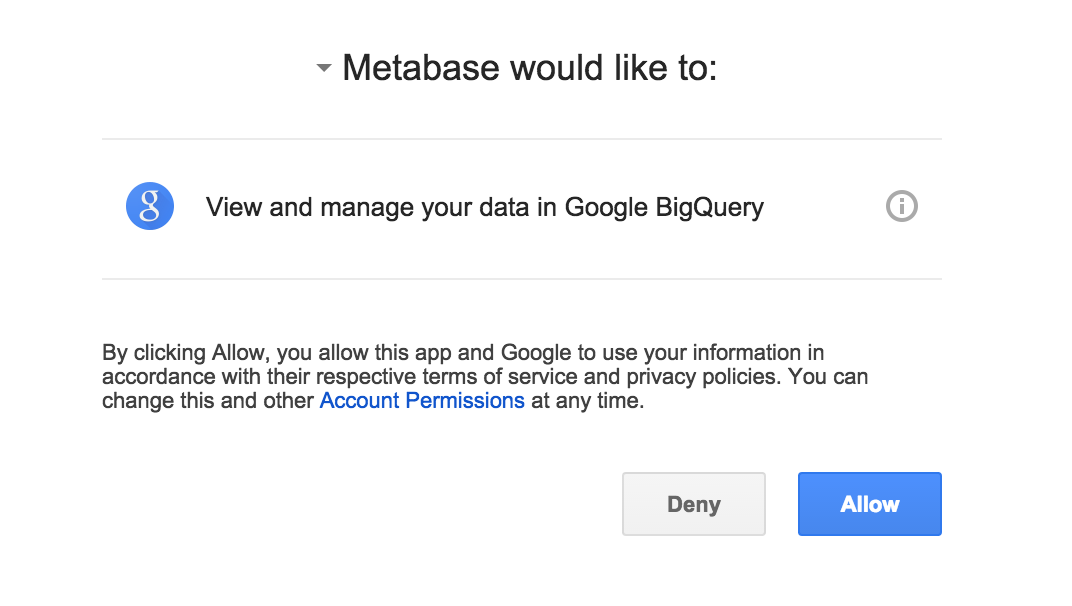 Metabase would like to:
g
View and manage your data in Google BigQuery
i
By clicking Allow, you allow this app and Google to use your information in
accordance with their respective terms of service and privacy policies. You can
change this and other Account Permissions at any time.
Deny
Allow